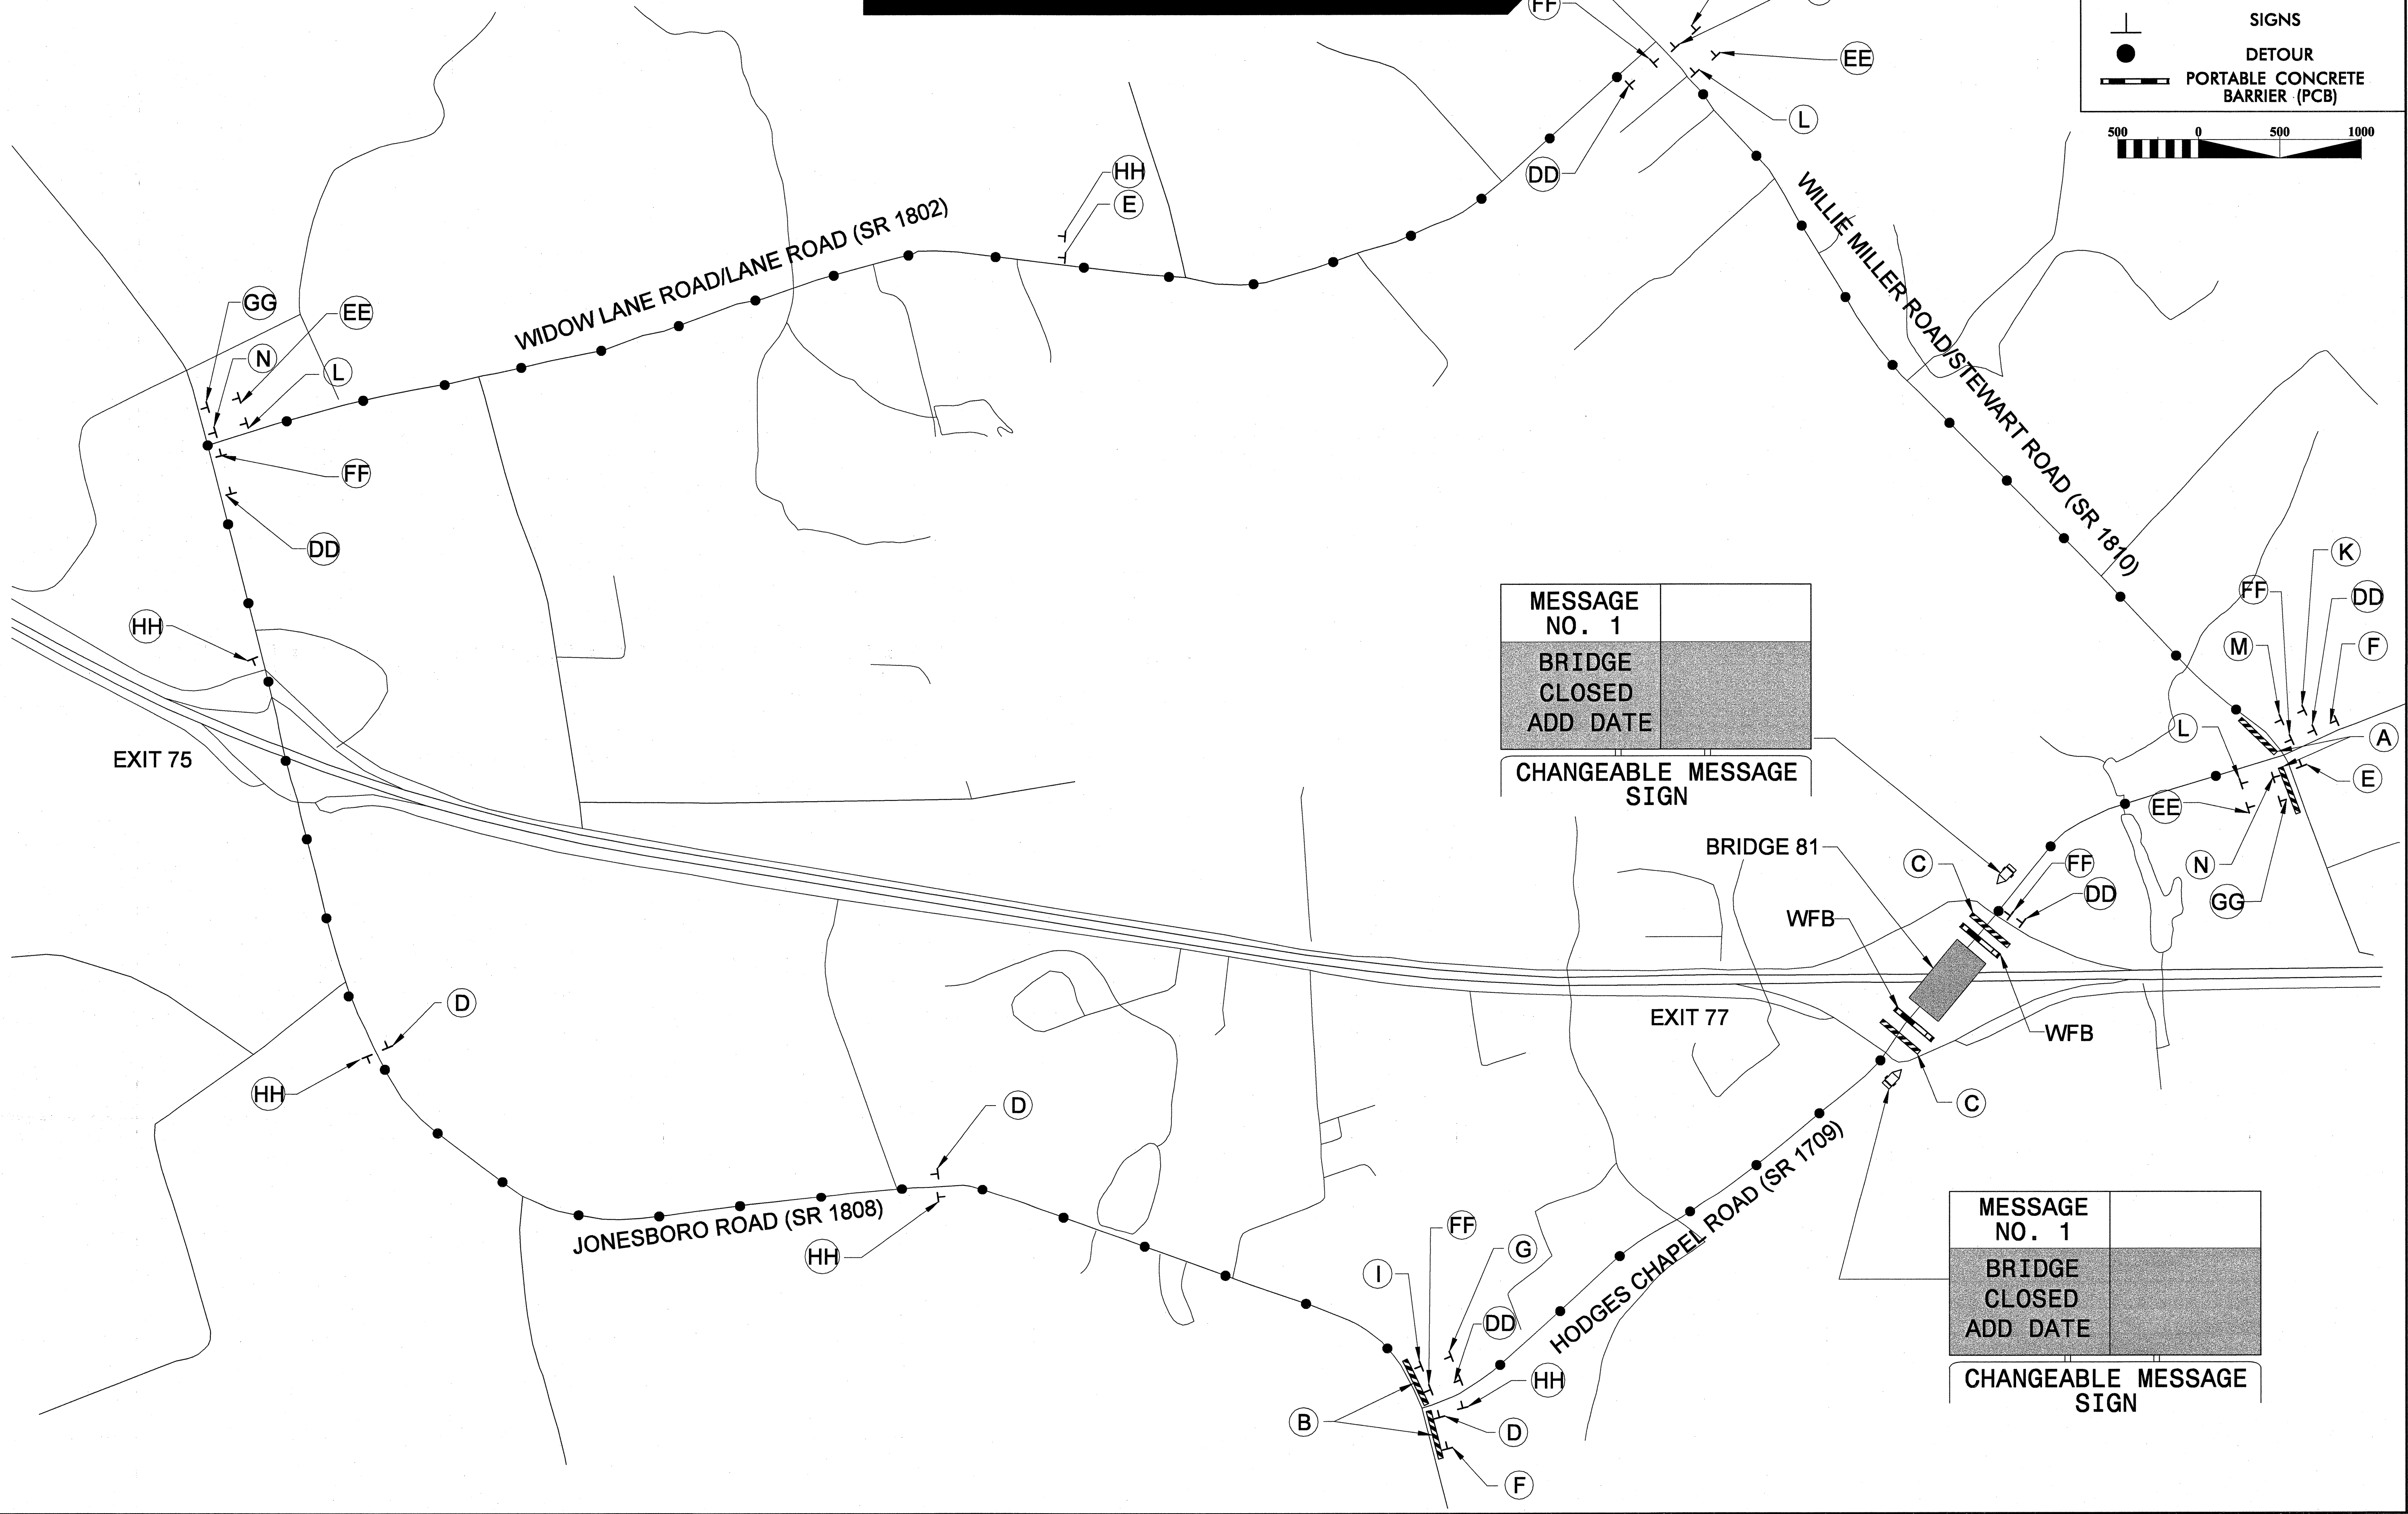 SIGNS
DETOUR
PORTABLE CONCRETE
BARRIER (PCB)
500 0 500 1000
FF
EE
L
DD
HH
E
WIDOW LANE ROAD/LANE ROAD (SR 1802)
WILLIE MILLER ROAD/STEWART ROAD (SR 1810)
GG
EE
N
L
FF
DD
HH
EXIT 75
MESSAGE
NO. 1
BRIDGE
CLOSED
ADD DATE
CHANGEABLE MESSAGE
SIGN
K
FF
DD
M
F
L
A
E
EE
N
GG
BRIDGE 81
C
FF
DD
WFB
EXIT 77
WFB
C
D
HH
D
JONESBORO ROAD (SR 1808)
HH
HODGES CHAPEL ROAD (SR 1709)
FF
G
I
DD
HH
B
D
F
MESSAGE
NO. 1
BRIDGE
CLOSED
ADD DATE
CHANGEABLE MESSAGE
SIGN